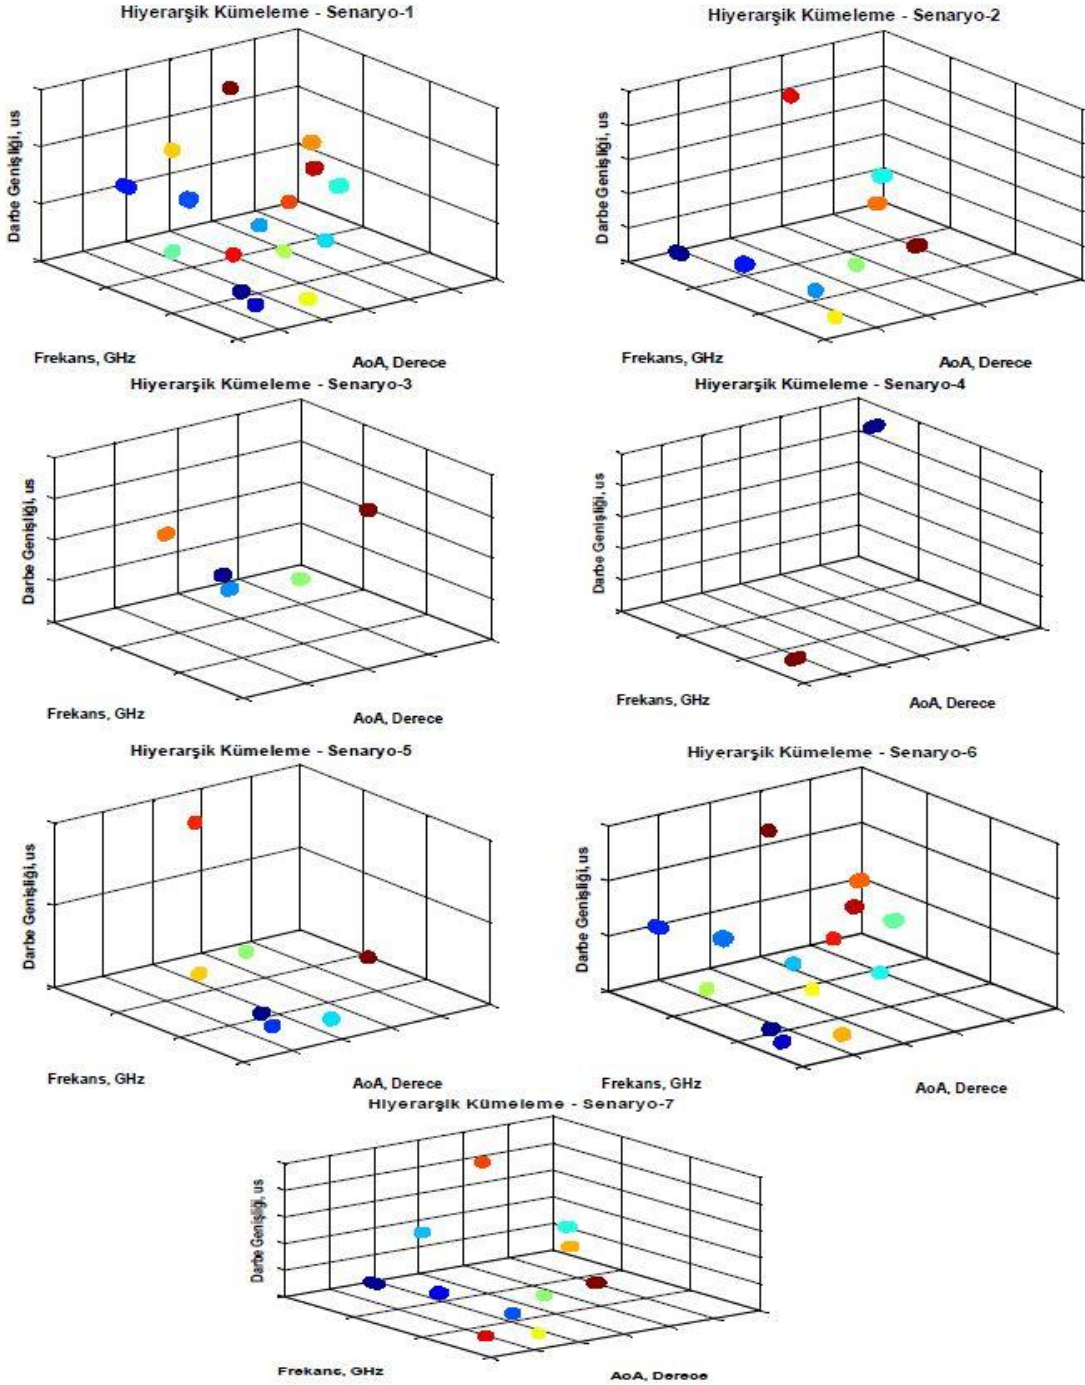 Hiyerarşik Kümeleme - Senaryo-1
Hiyerarşik Kümeleme - Senaryo-2
Darbe Genişliği, us
Darbe Genişliği, us
Frekans, GHz
AoA, Derece
Frekans, GHz
AoA, Derece
Hiyerarşik Kümeleme - Senaryo-3
Hiyerarşik Kümeleme - Senaryo-4
Darbe Genişliği, us
Darbe Genişliği, us
Frekans, GHz
AoA, Derece
Frekans, GHz
AoA, Derece
Hiyerarşik Kümeleme - Senaryo-5
Hiyerarşik Kümeleme - Senaryo-6
Darbe Genişliği, us
Darbe Genişliği, us
Frekans, GHz
AoA, Derece
Frekans, GHz
AoA, Derece
Hiyerarşik Kümeleme - Senaryo-7
Darbe Genişliği, us
Frekans, GHz
AoA, Derece